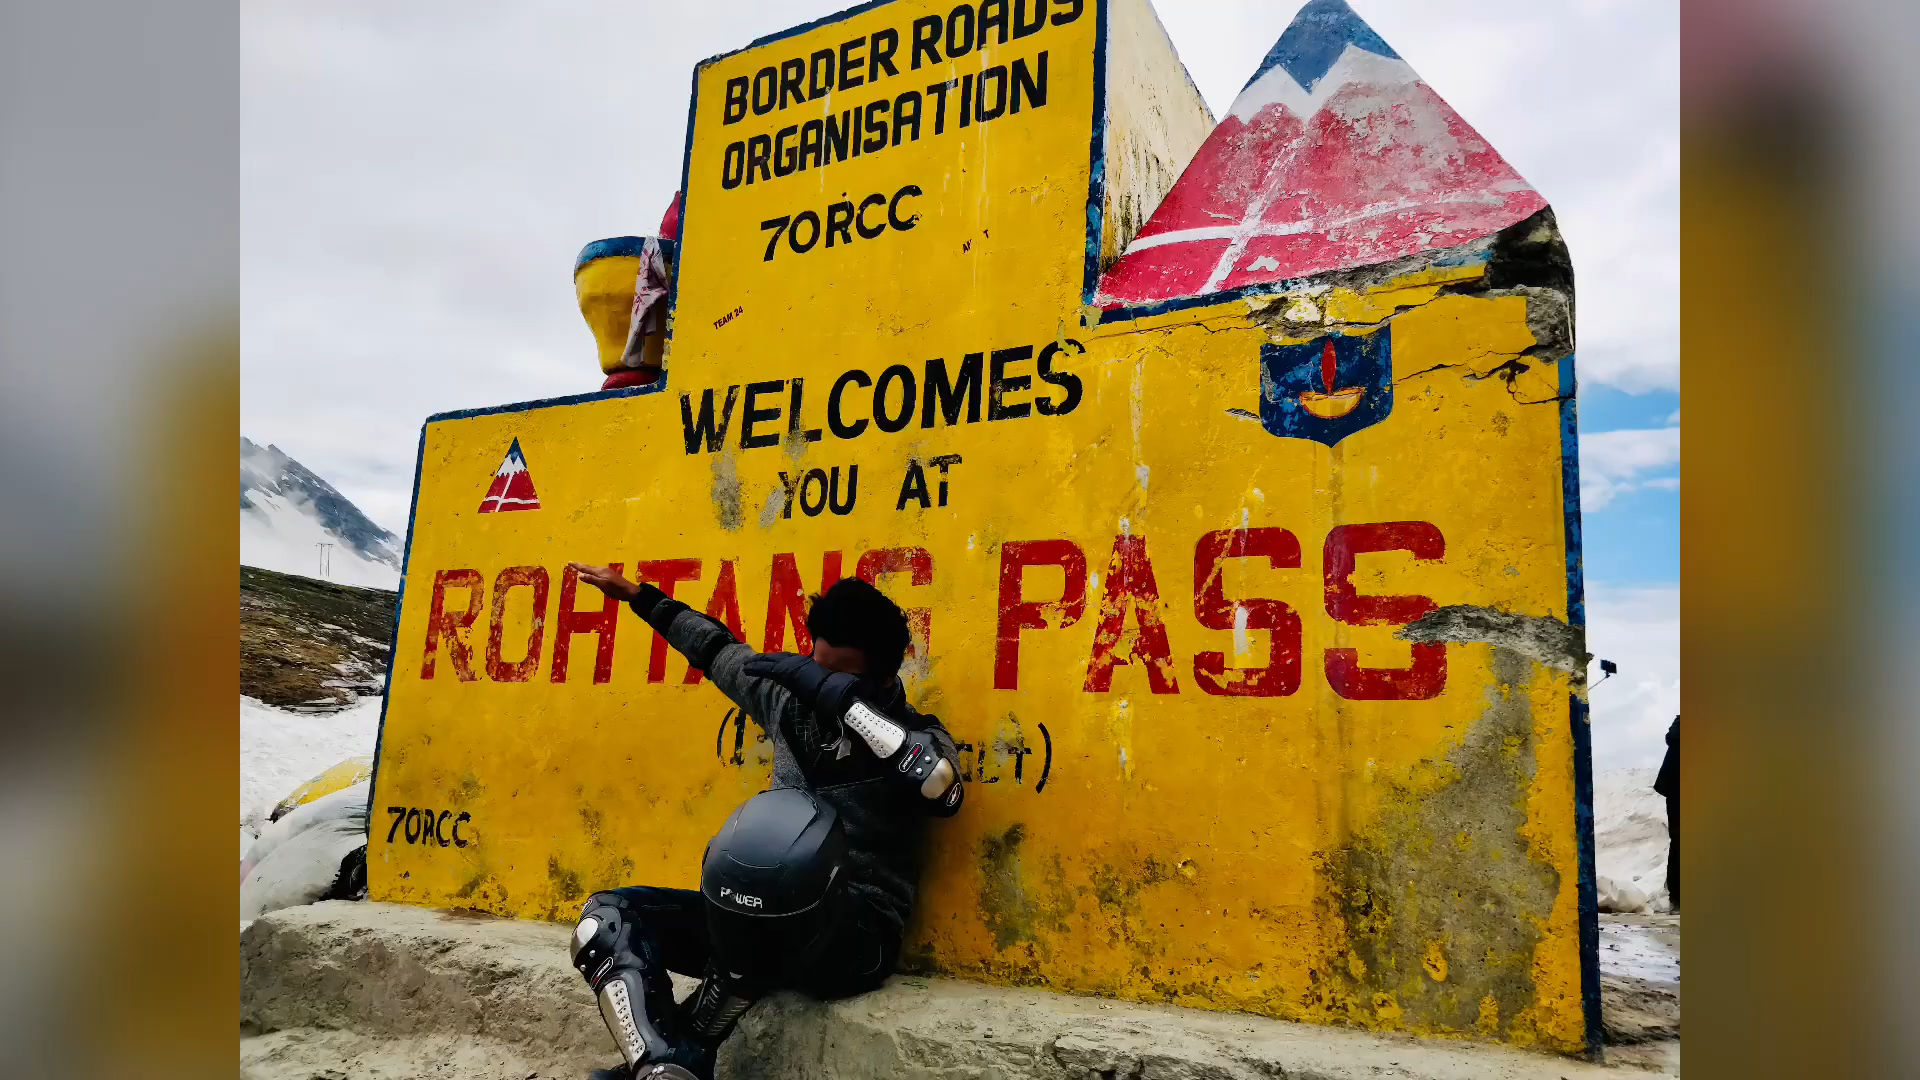 BORDER ROADS
ORGANISATION
70RCC
TEAM 24
WELCOMES
YOU AT
ROHTANG PASS
70RCC
POWER